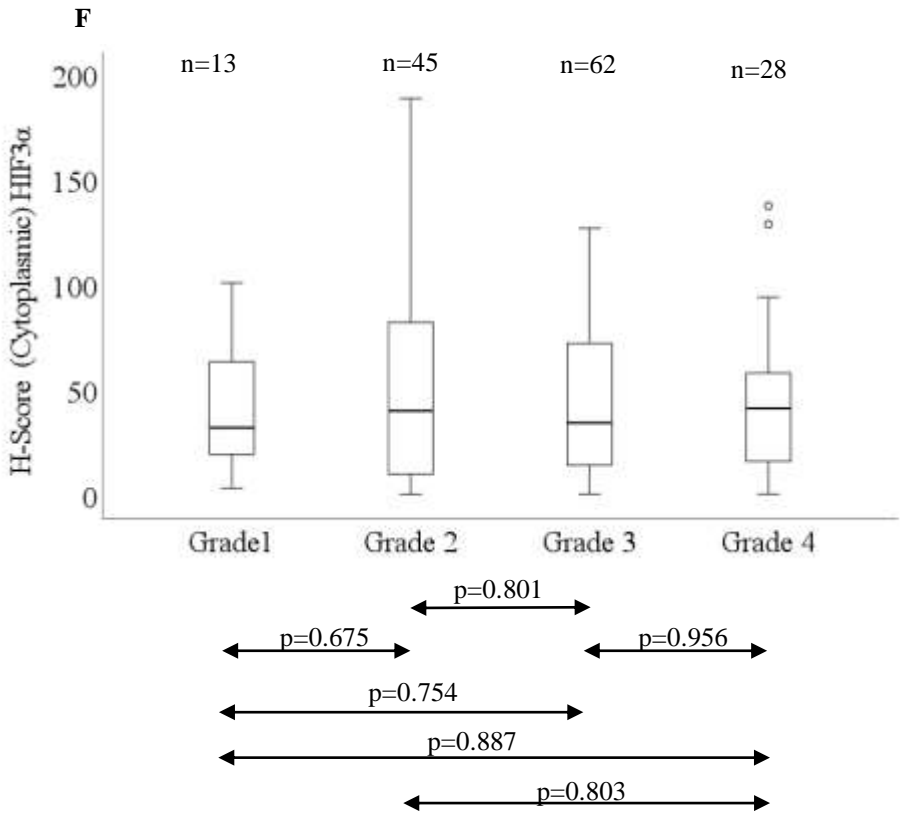 F
n=13 n=45 n=62 n=28
H-Score (Cytoplasmic) HIF3α
200
150
100
50
0
Grade1 Grade 2 Grade 3 Grade 4
p=0.801
p=0.675 p=0.956
p=0.754
p=0.887
p=0.803